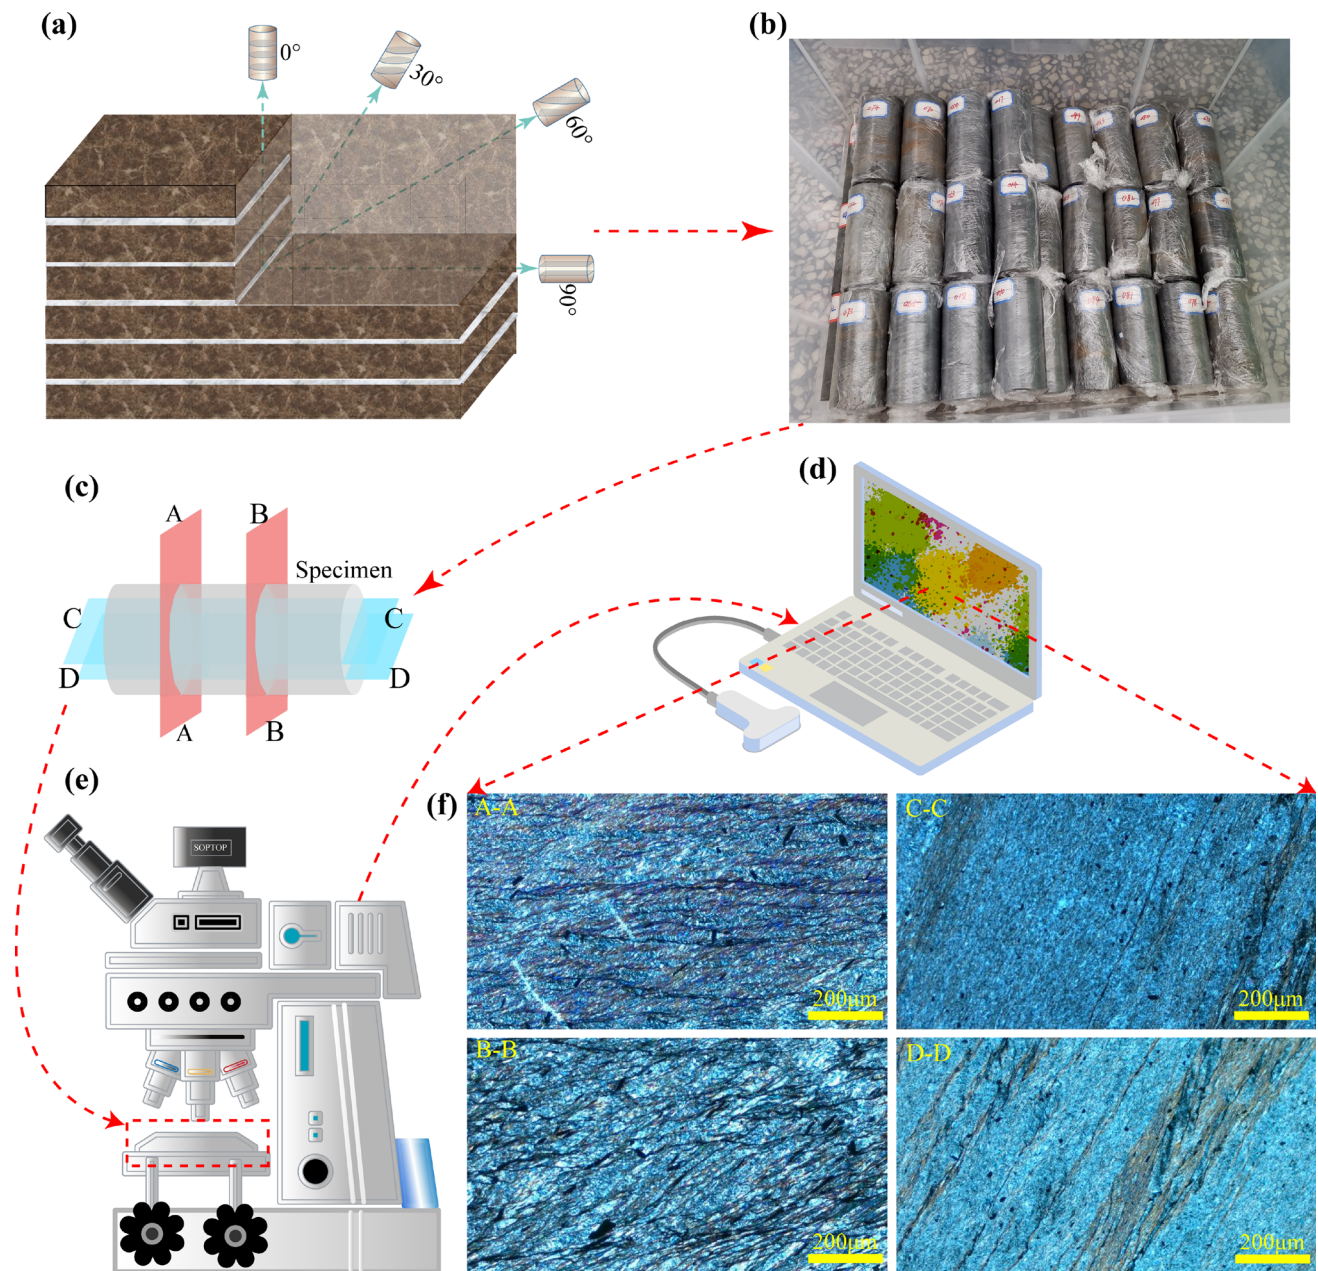 (a)
0°
30°
60°
90°
(b)
(c)
A
B
Specimen
C
C
D
D
A
B
(d)
(e)
SOPTOP
(f)
A-A
200μm
C-C
200μm
B-B
200μm
D-D
200μm